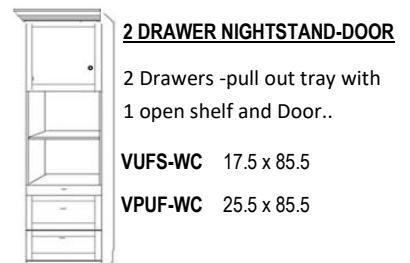 2 DRAWER NIGHTSTAND-DOOR
2 Drawers -pull out tray with
1 open shelf and Door..
VUFS-WC 17.5 x 85.5
VPUF-WC 25.5 x 85.5